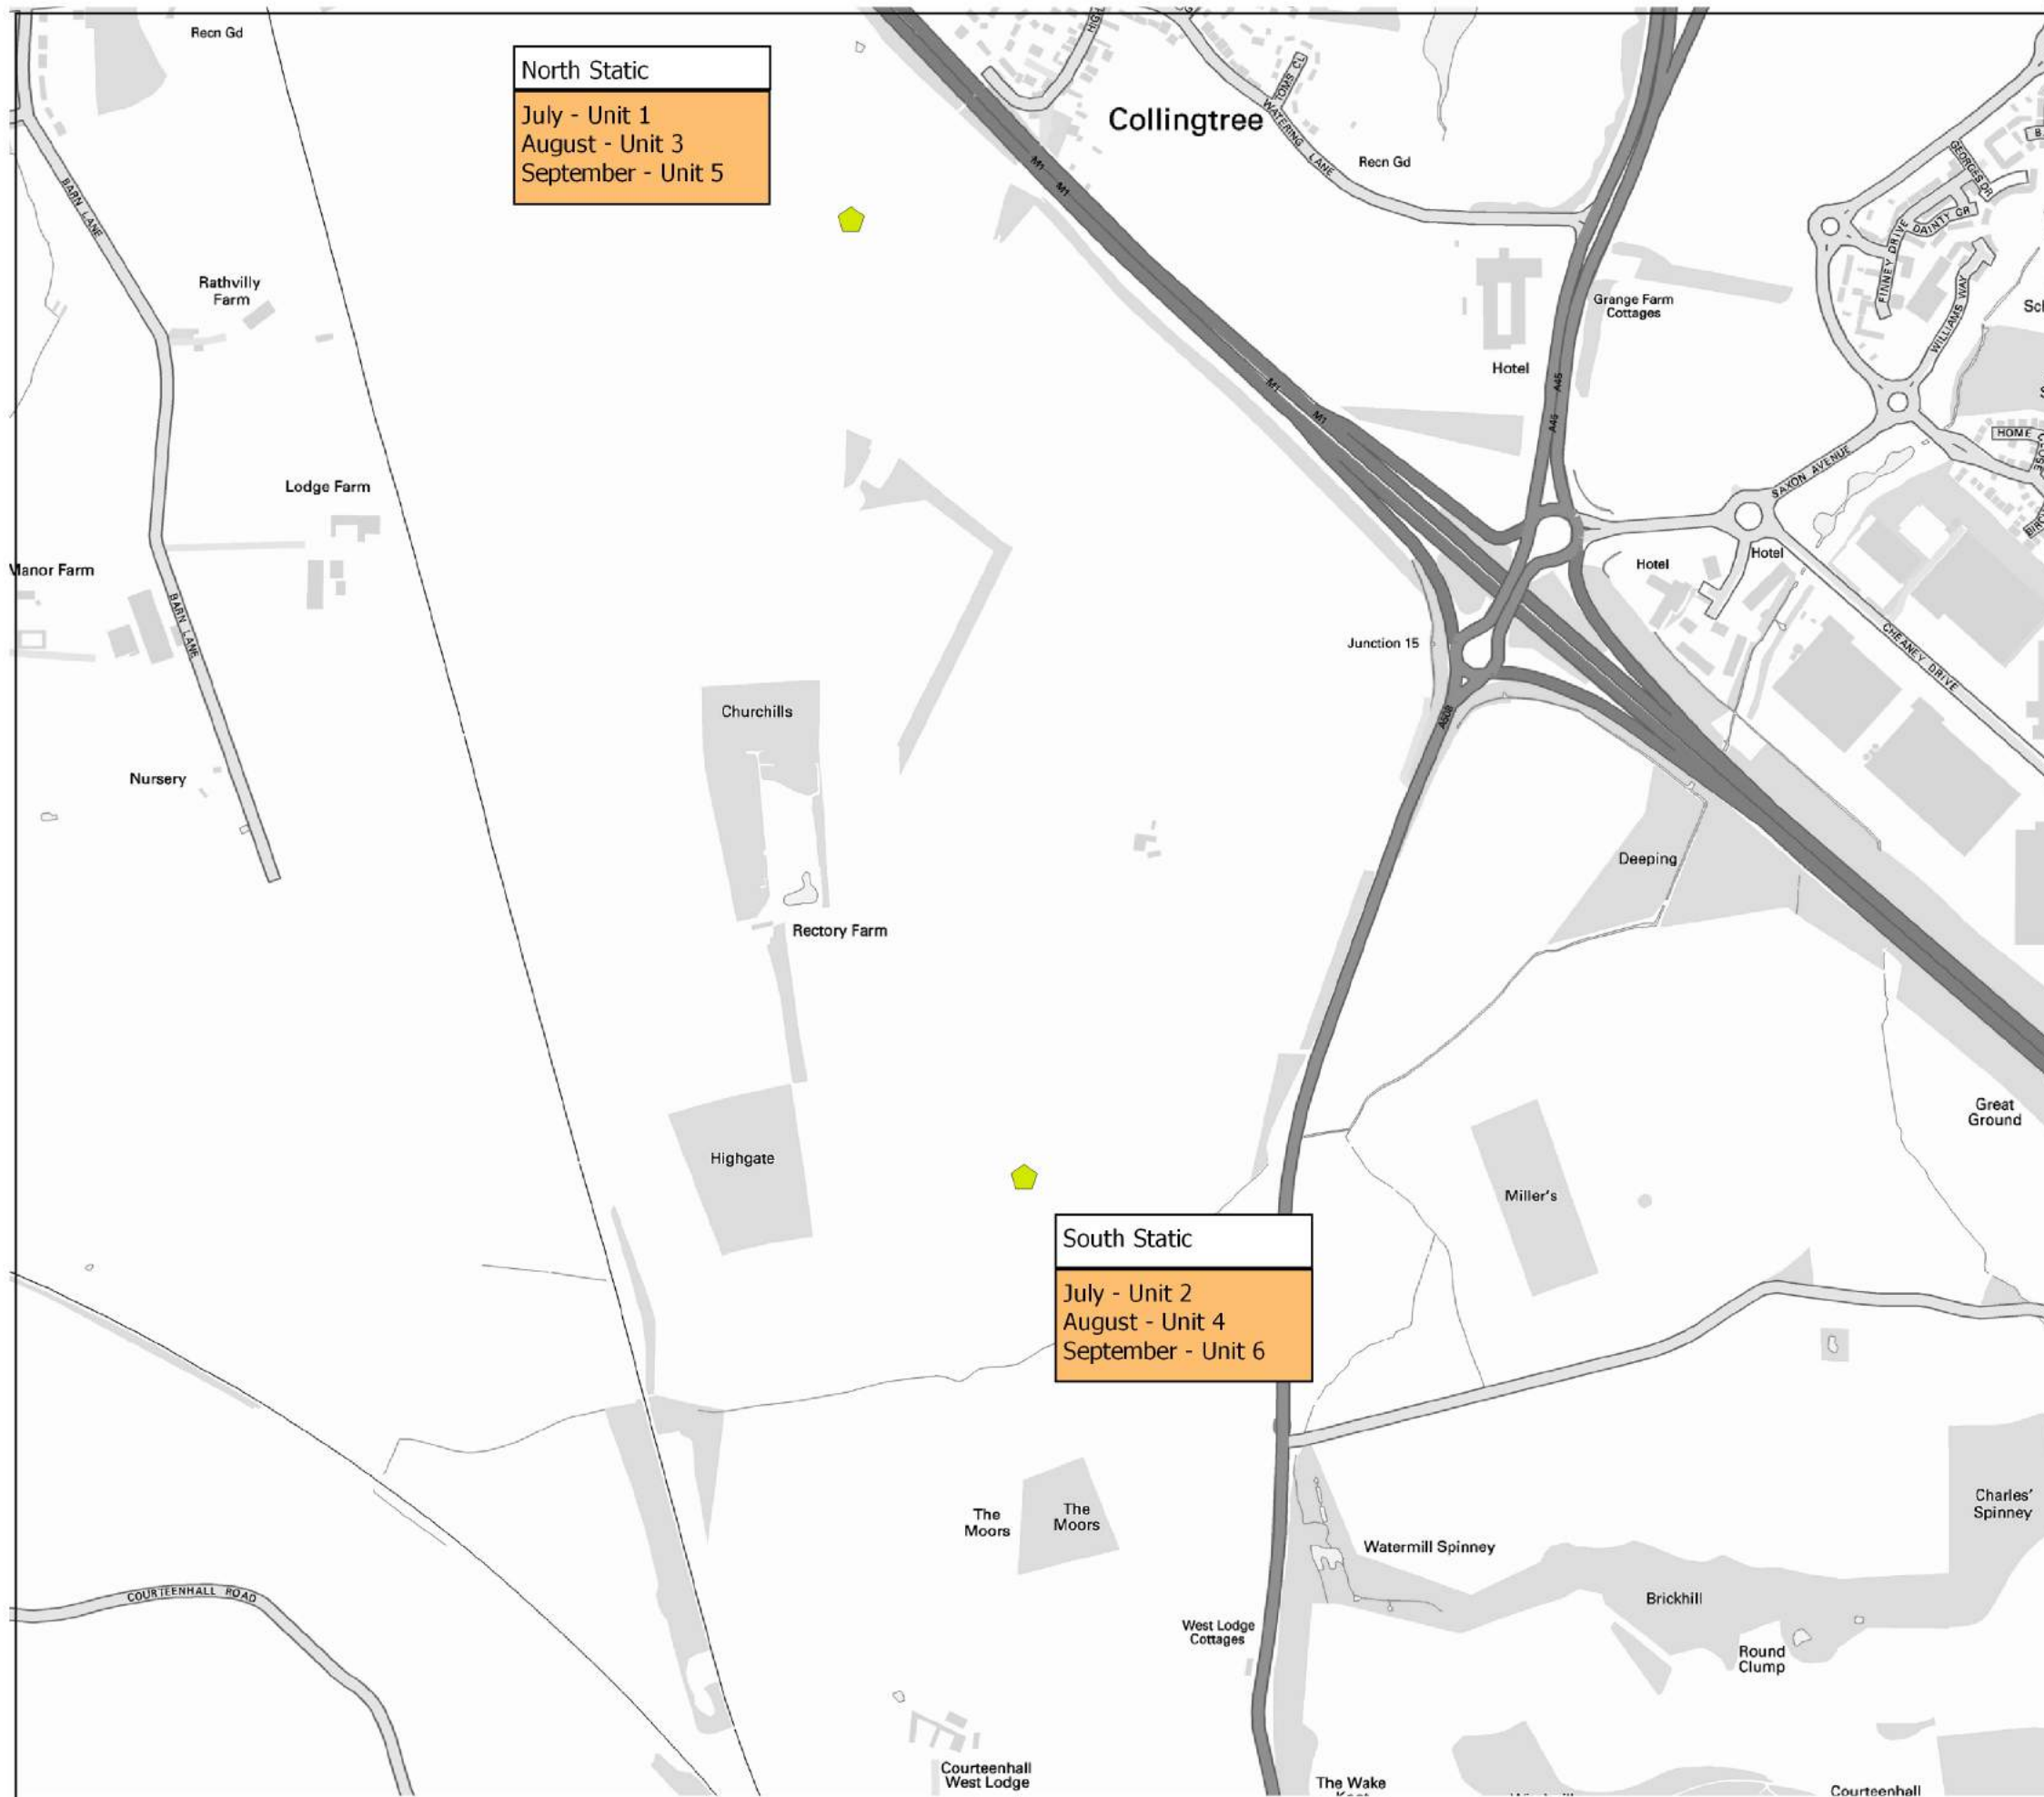 Recn Gd
North Static
July - Unit 1
August - Unit 3
September - Unit 5
Collingtree
TOMS CL
WATERING LANE
Recn Gd
M1
M1
BARN LANE
GEORGES DR
DAINTY GR
FINNEY DRIVE
WILLIAMS WAY
Rathvilly
Farm
Grange Farm
Cottages
Hotel
A45
A45
M1
M1
HOME
SAXON AVENUE
Lodge Farm
Manor Farm
BARN LANE
Hotel
Hotel
Junction 15
CHEANEY DRIVE
A508
Churchills
Nursery
Deeping
Rectory Farm
Great
Ground
Highgate
Miller's
South Static
July - Unit 2
August - Unit 4
September - Unit 6
The
Moors
The
Moors
Charles'
Spinney
Watermill Spinney
COURTEENHALL ROAD
Brickhill
West Lodge
Cottages
Round
Clump
Courteenhall
West Lodge
The Wake
Courteenhall